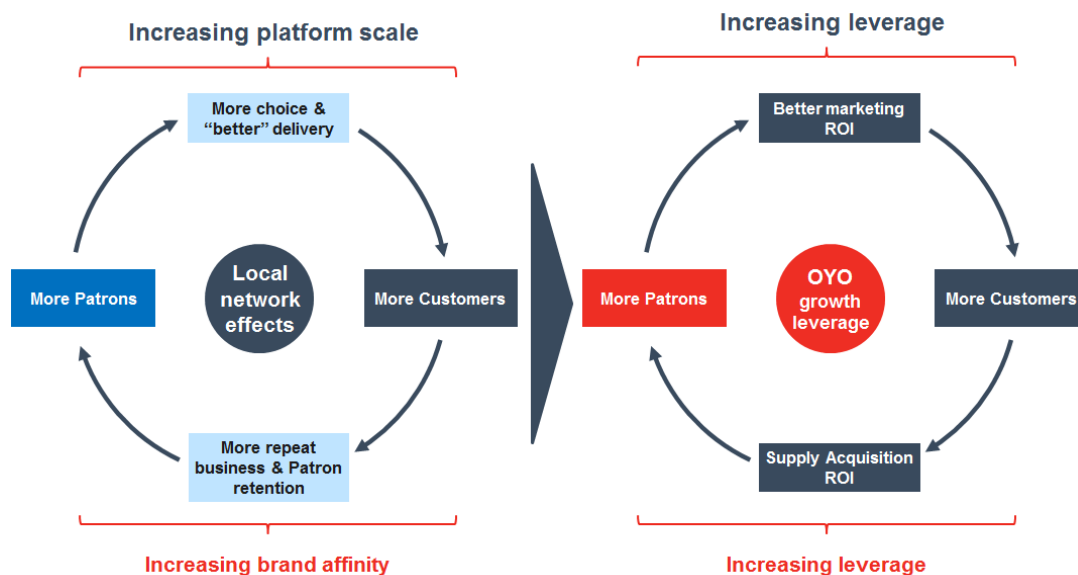 Increasing platform scale
More choice &
“better” delivery
More Patrons
Local
network
effects
More Customers
More repeat
business & Patron
retention
Increasing brand affinity
Increasing leverage
Better marketing
ROI
More Patrons
OYO
growth
leverage
More Customers
Supply Acquisition
ROI
Increasing leverage